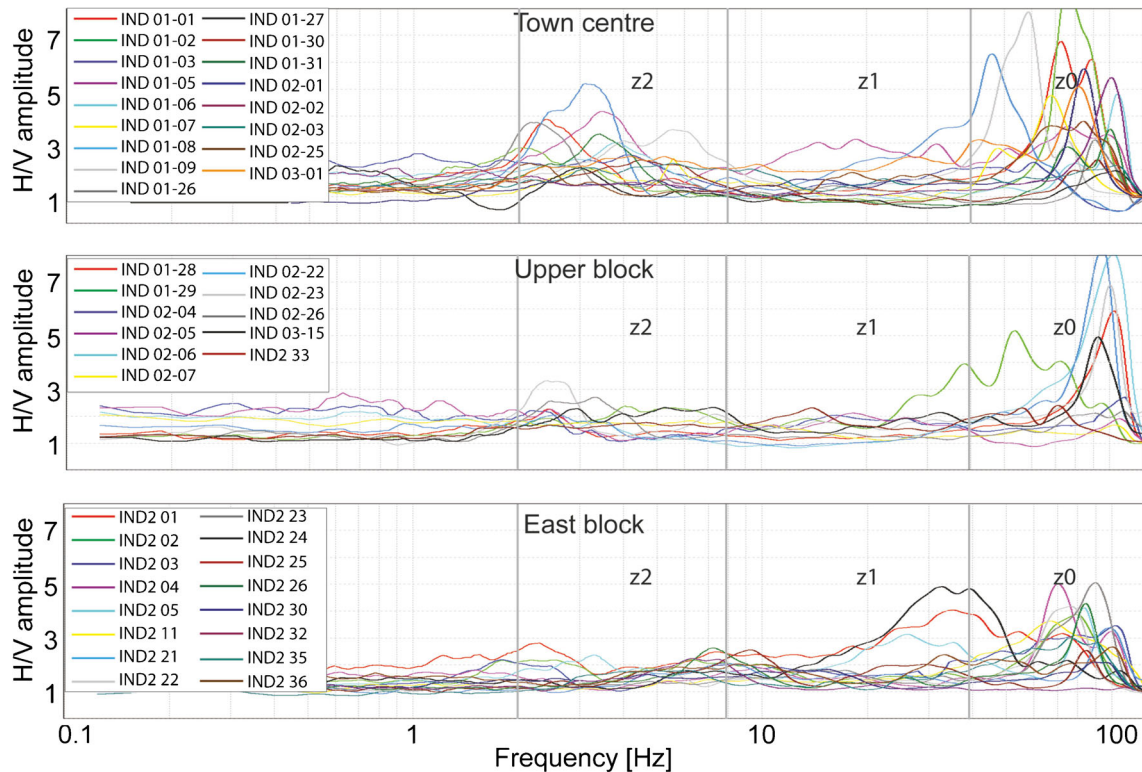 Town centre
H/V amplitude
7
5
3
1
IND 01-01
IND 01-02
IND 01-03
IND 01-05
IND 01-06
IND 01-07
IND 01-08
IND 01-09
IND 01-26
IND 01-27
IND 01-30
IND 01-31
IND 02-01
IND 02-02
IND 02-03
IND 02-25
IND 03-01
z2
z1
z0
Upper block
H/V amplitude
7
5
3
1
IND 01-28
IND 01-29
IND 02-04
IND 02-05
IND 02-06
IND 02-07
IND 02-22
IND 02-23
IND 02-26
IND 03-15
IND2 33
z2
z1
z0
East block
H/V amplitude
7
5
3
1
IND2 01
IND2 02
IND2 03
IND2 04
IND2 05
IND2 11
IND2 21
IND2 22
IND2 23
IND2 24
IND2 25
IND2 26
IND2 30
IND2 32
IND2 35
IND2 36
z2
z1
z0
0.1
1
10
100
Frequency [Hz]